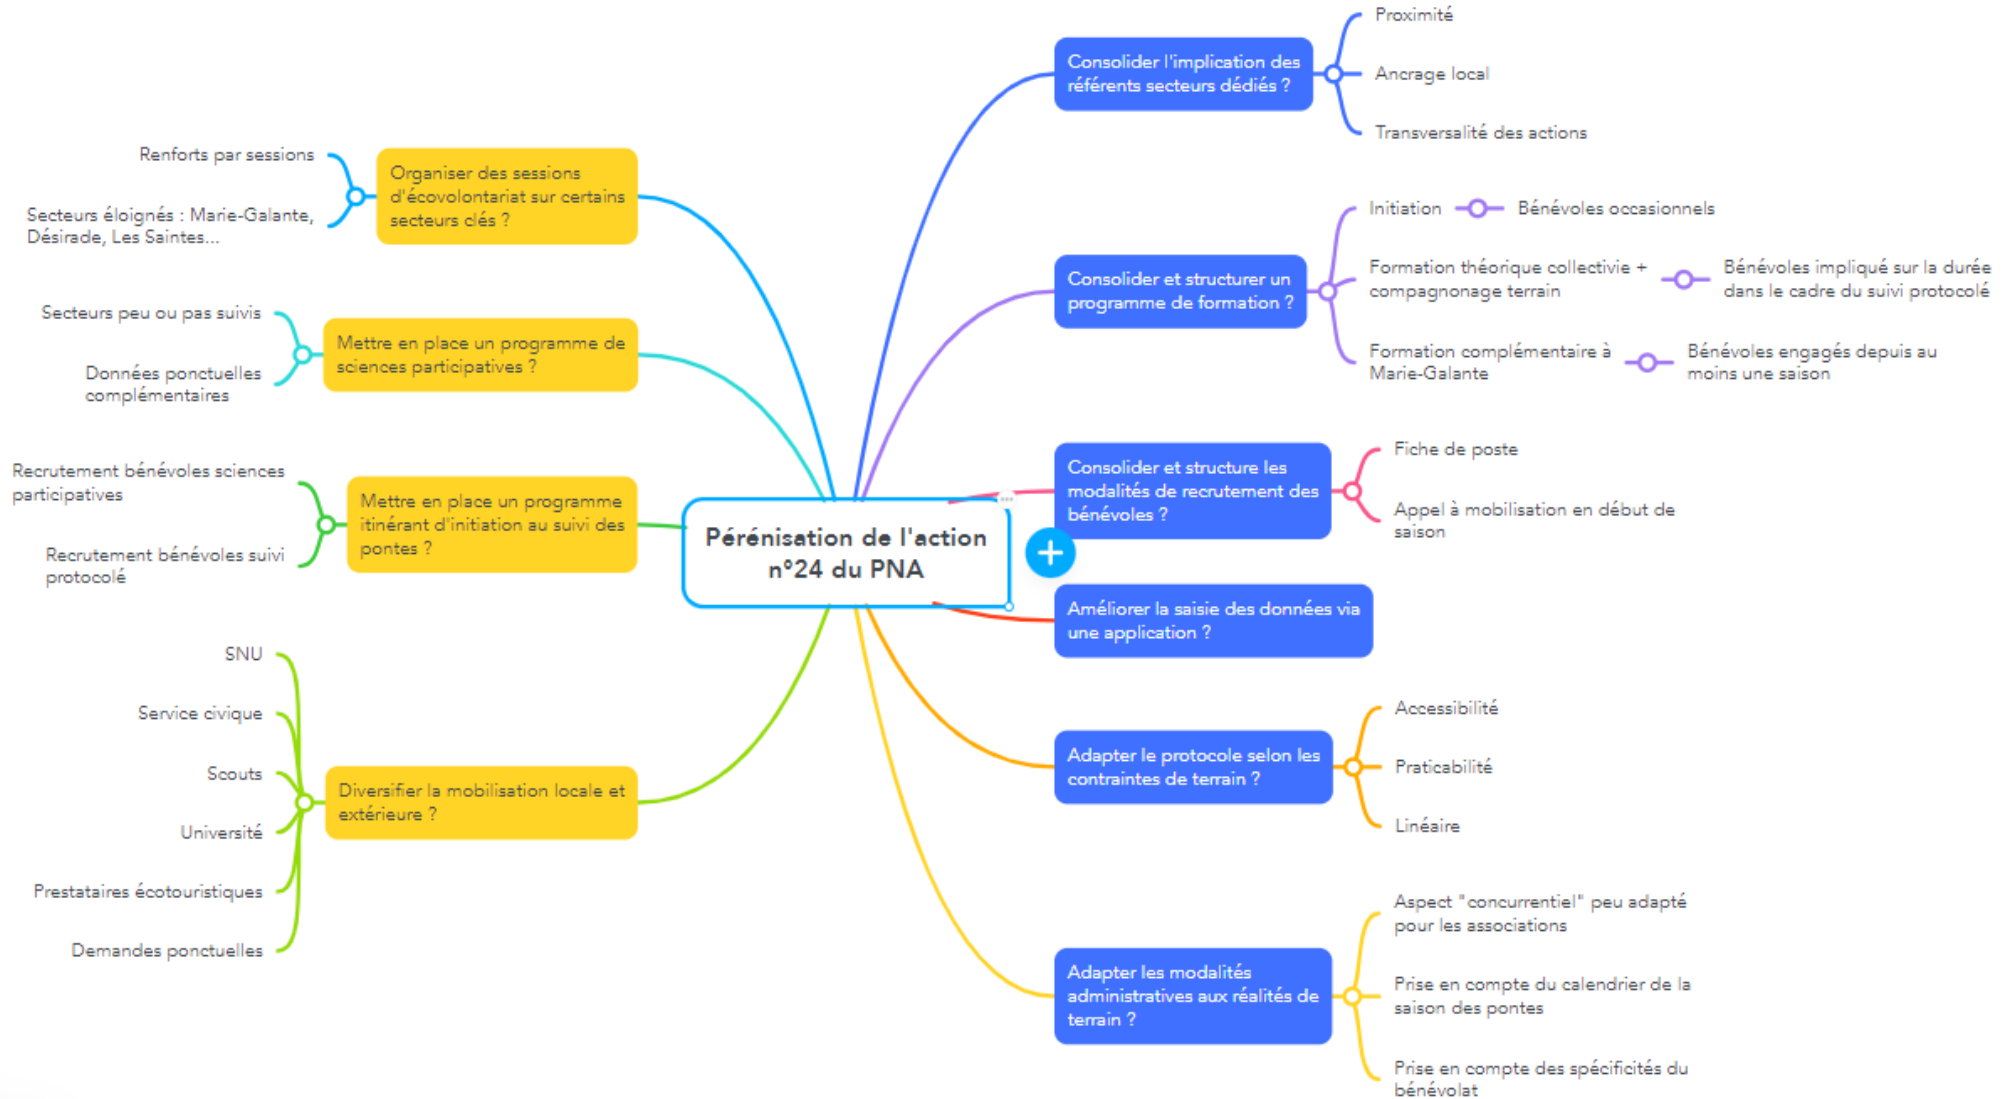 Pérénisation de l'action
n°24 du PNA
Consolider l'implication des
référents secteurs dédiés ?
Proximité
Ancrage local
Transversalité des actions
Consolider et structurer un
programme de formation ?
Initiation
Bénévoles occasionnels
Formation théorique collectivie +
compagnonage terrain
Bénévoles impliqué sur la durée
dans le cadre du suivi protocolé
Formation complémentaire à
Marie-Galante
Bénévoles engagés depuis au
moins une saison
Consolider et structure les
modalités de recrutement des
bénévoles ?
Fiche de poste
Appel à mobilisation en début de
saison
Améliorer la saisie des données via
une application ?
Adapter le protocole selon les
contraintes de terrain ?
Accessibilité
Praticabilité
Linéaire
Adapter les modalités
administratives aux réalités de
terrain ?
Aspect "concurrentiel" peu adapté
pour les associations
Prise en compte du calendrier de la
saison des pontes
Prise en compte des spécificités du
bénévolat
Organiser des sessions
d'écovolontariat sur certains
secteurs clés ?
Renforts par sessions
Secteurs éloignés : Marie-Galante,
Désirade, Les Saintes...
Mettre en place un programme de
sciences participatives ?
Secteurs peu ou pas suivis
Données ponctuelles
complémentaires
Mettre en place un programme
itinérant d'initiation au suivi des
pontes ?
Recrutement bénévoles sciences
participatives
Recrutement bénévoles suivi
protocolé
Diversifier la mobilisation locale et
extérieure ?
SNU
Service civique
Scouts
Université
Prestataires écotouristiques
Demandes ponctuelles